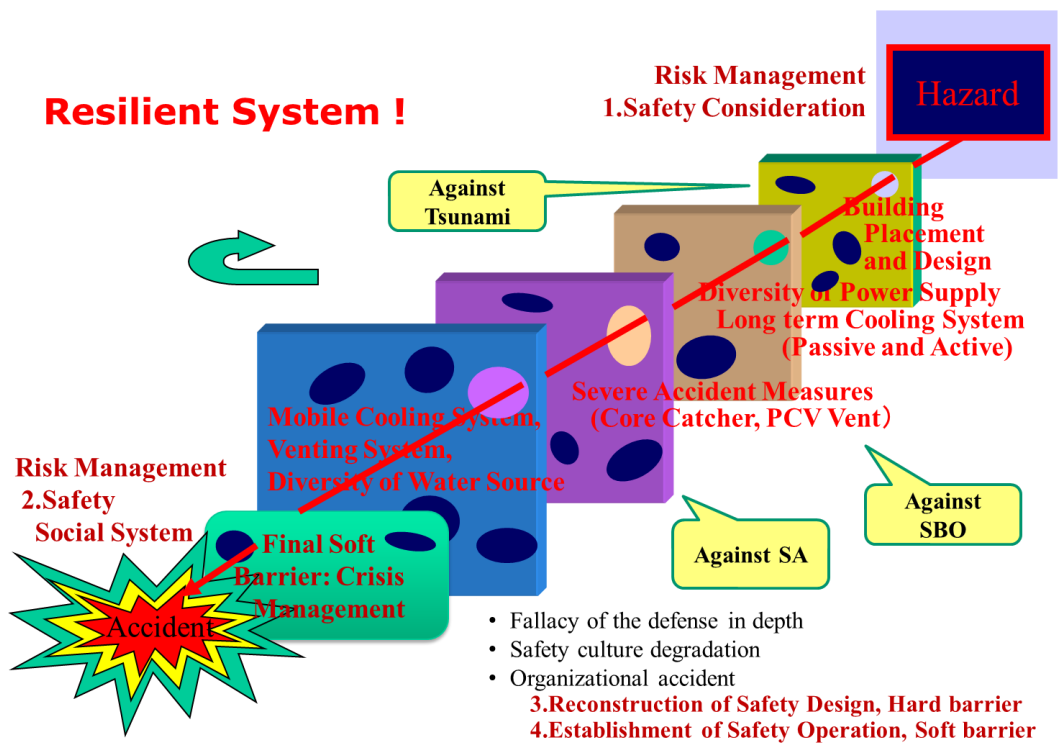 Resilient System !
Risk Management
1.Safety Consideration
Hazard
Against
Tsunami
Building
Placement
and Design
Diversity of Power Supply
Long term Cooling System
(Passive and Active)
Severe Accident Measures
(Core Catcher, PCV Vent）
Mobile Cooling System,
Venting System,
Diversity of Water Source
Risk Management
2.Safety
Social System
Final Soft
Barrier: Crisis
Management
Accident
Against SA
Against
SBO
• Fallacy of the defense in depth
• Safety culture degradation
• Organizational accident
3.Reconstruction of Safety Design, Hard barrier
4.Establishment of Safety Operation, Soft barrier